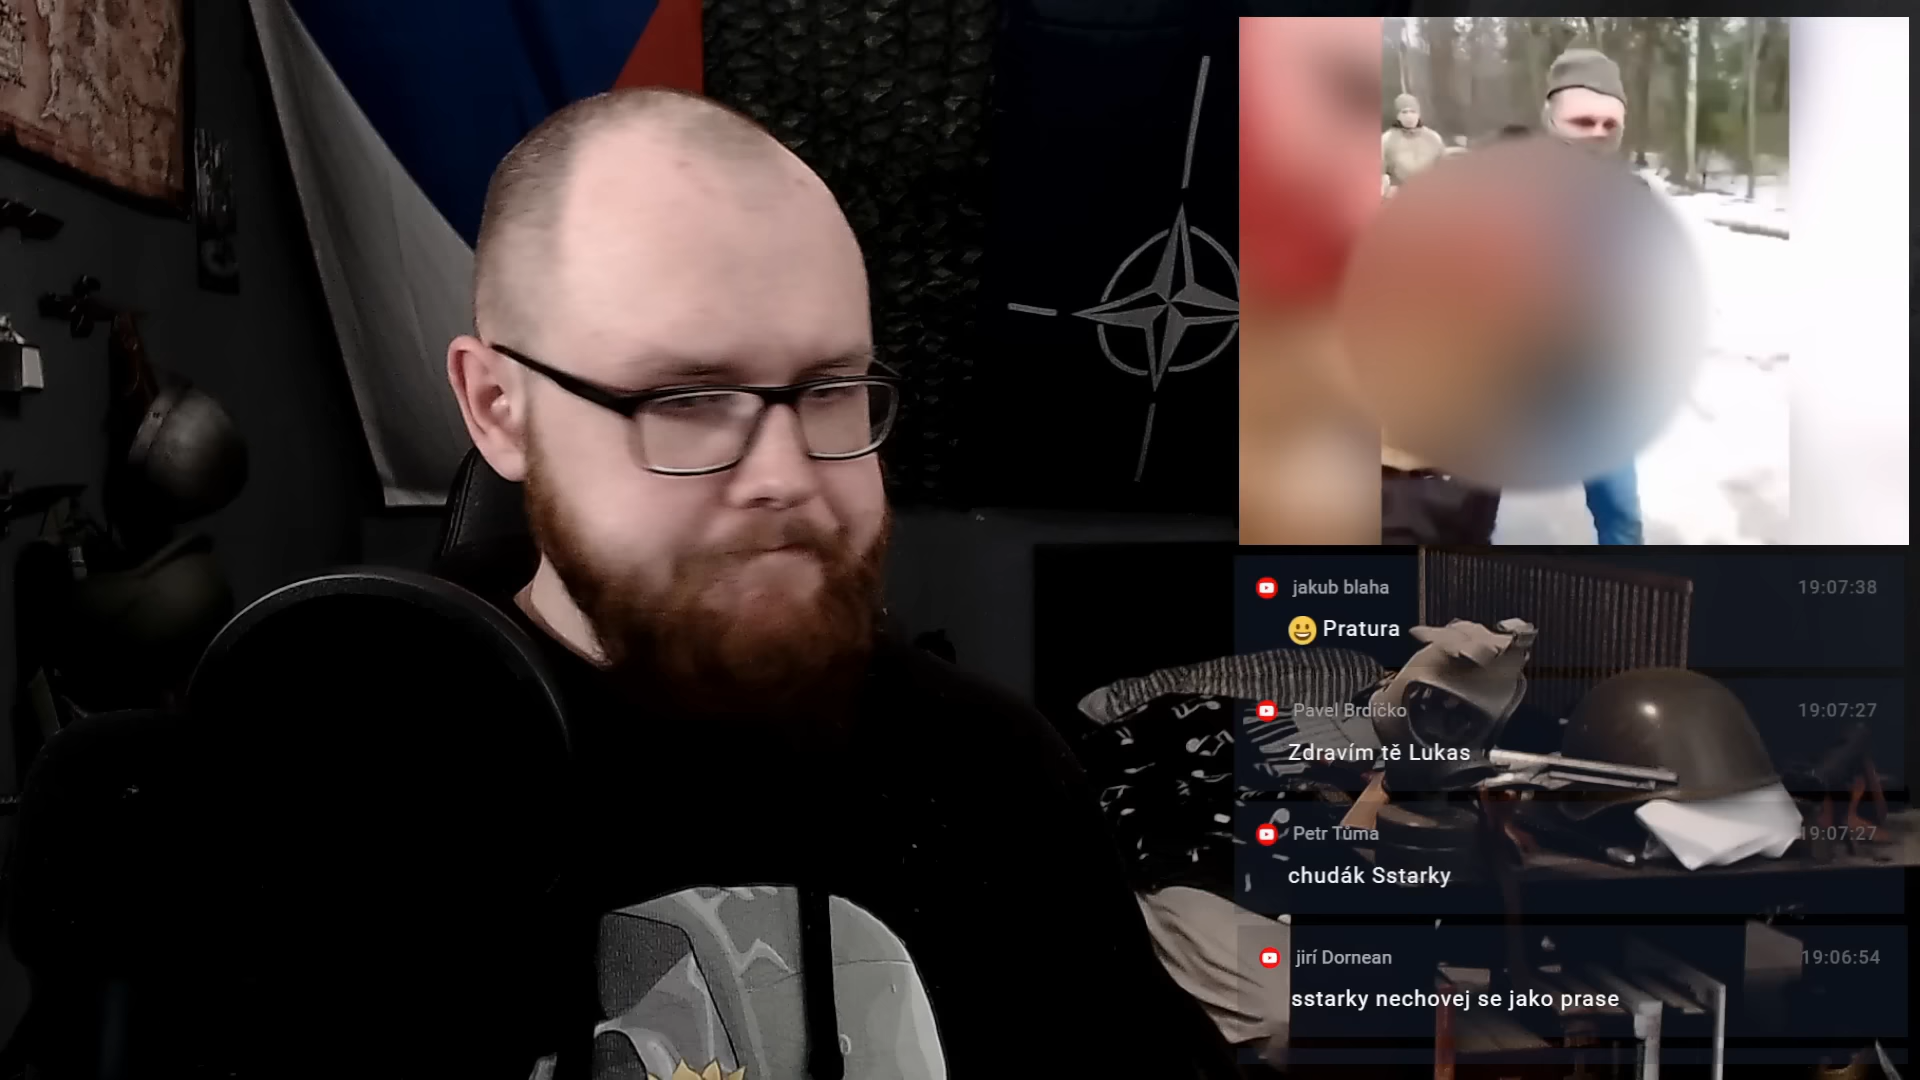 jakub blaha
19:07:38
😀 Pratura
Pavel Brdíčko
19:07:27
Zdravím tě Lukas
Petr Tůma
19:07:27
chudák Sstarky
jirí Dornean
19:06:54
sstarky nechovej se jako prase